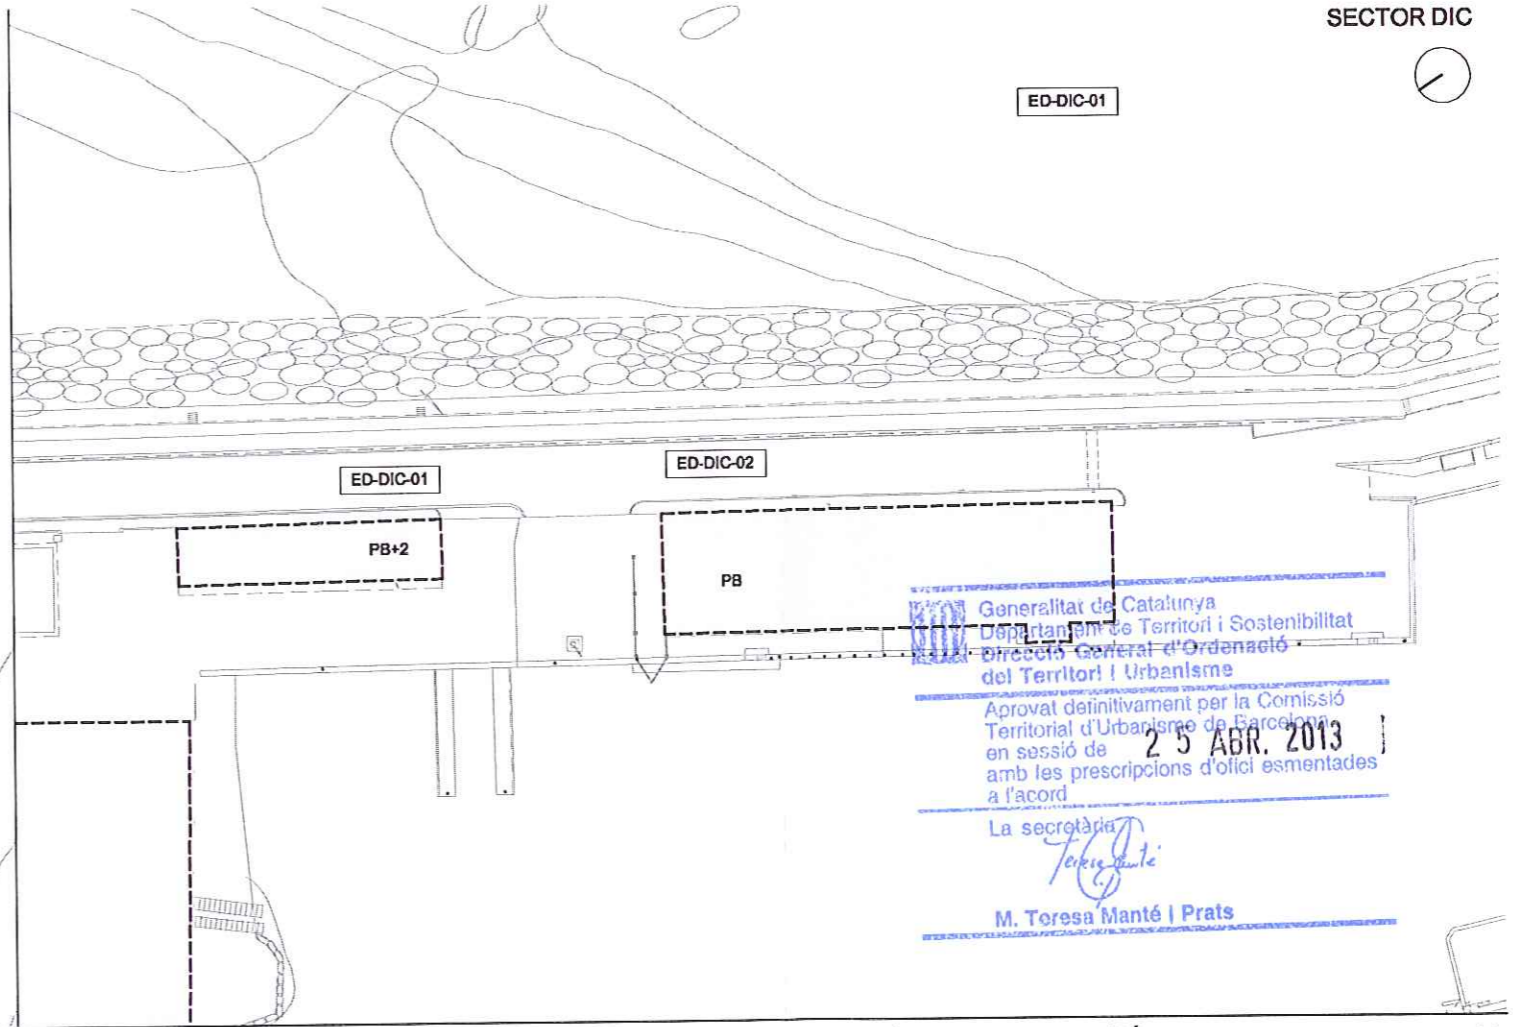 SECTOR DIC
ED-DIC-01
ED-DIC-01
ED-DIC-02
PB+2
PB
Generalitat de Catalunya
Departament de Territori i Sostenibilitat
Direcció General d'Ordenació
del Territori i Urbanisme
Aprovat definitivament per la Comissió
Territorial d'Urbanisme de Barcelona
en sessió de 25 ABR. 2013
amb les prescripcions d'ofici esmentades
a l'acord
La secretària
M. Teresa Manté i Prats